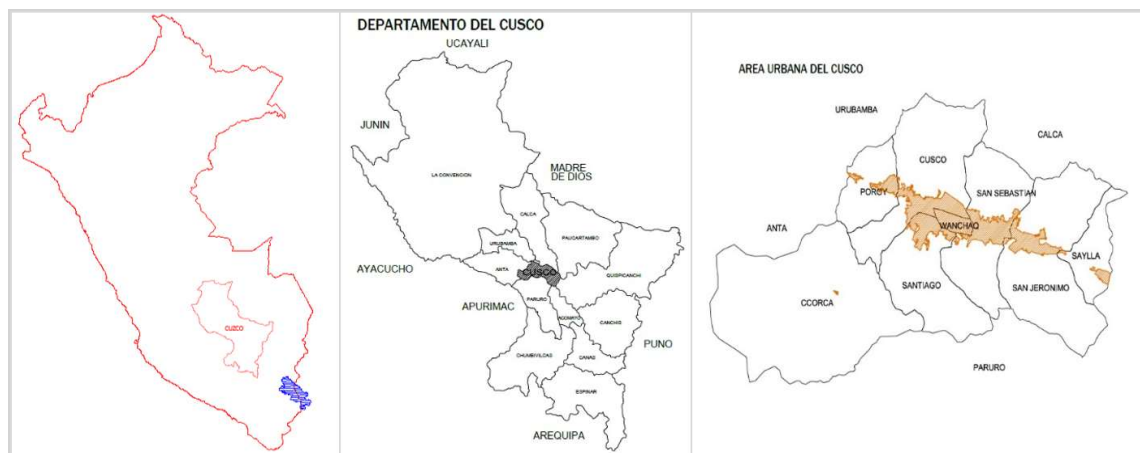 CUZCO
DEPARTAMENTO DEL CUSCO
UCAYALI
JUNIN
MADRE
DE DIOS
LA CONVENCION
CALCA
URUBAMBA
PAUCARTAMBO
ANTA
CUSCO
QUISPICANCHI
AYACUCHO
APURIMAC
PARURO
ACOMAYO
CANCHIS
PUNO
CHUMBIVILCAS
CANAS
ESPINAR
AREQUIPA
AREA URBANA DEL CUSCO
URUBAMBA
CALCA
CUSCO
POROY
SAN SEBASTIAN
ANTA
WANCHAQ
SAYLLA
CCORCA
SANTIAGO
SAN JERONIMO
PARURO